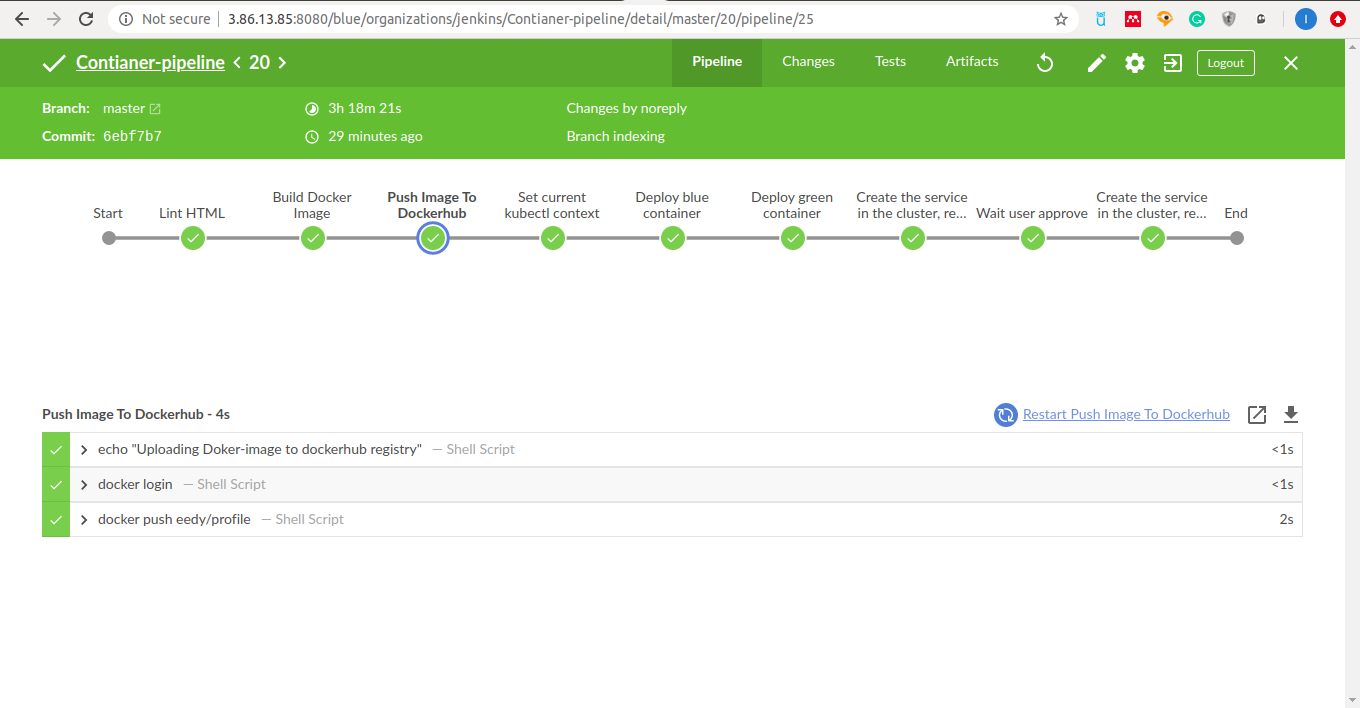 Not secure | 3.86.13.85:8080/blue/organizations/jenkins/Contianer-pipeline/detail/master/20/pipeline/25
Contianer-pipeline < 20 >
Pipeline Changes Tests Artifacts Logout
Branch: master 3h 18m 21s Changes by noreply
Commit: 6ebf7b7 29 minutes ago Branch indexing
Start
Lint HTML
Build Docker
Image
Push Image To
Dockerhub
Set current
kubectl context
Deploy blue
container
Deploy green
container
Create the service
in the cluster, re...
Wait user approve
Create the service
in the cluster, re...
End
Push Image To Dockerhub - 4s Restart Push Image To Dockerhub
echo "Uploading Doker-image to dockerhub registry" — Shell Script <1s
docker login — Shell Script <1s
docker push eedy/profile — Shell Script 2s